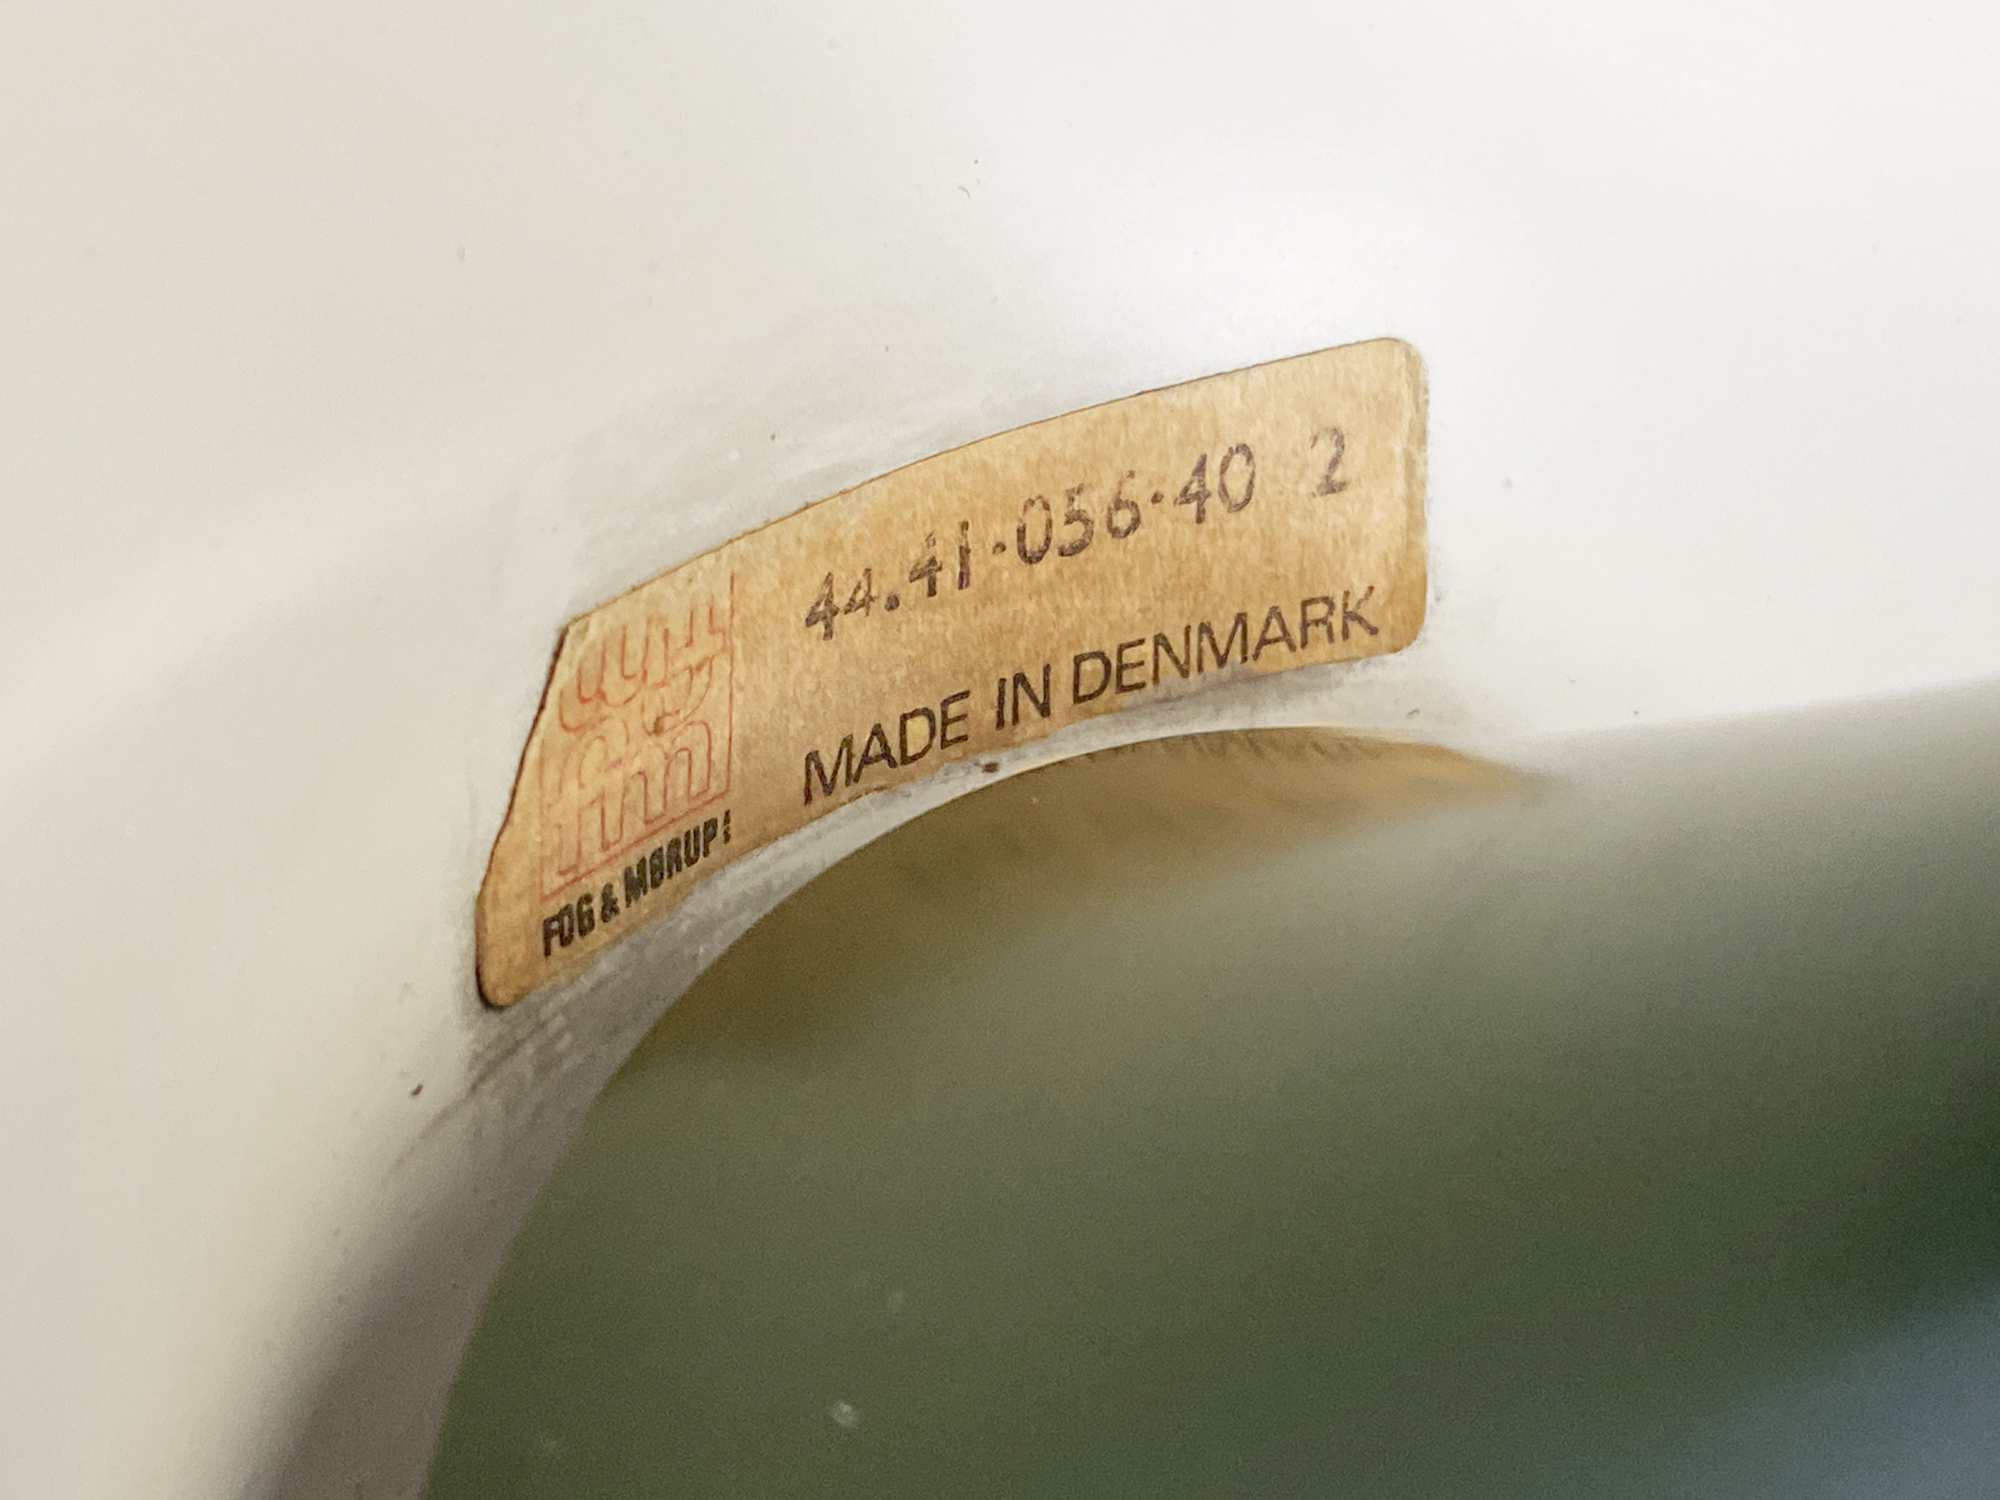 44.41·056·40 2
MADE IN DENMARK
FOG & MØRUP: